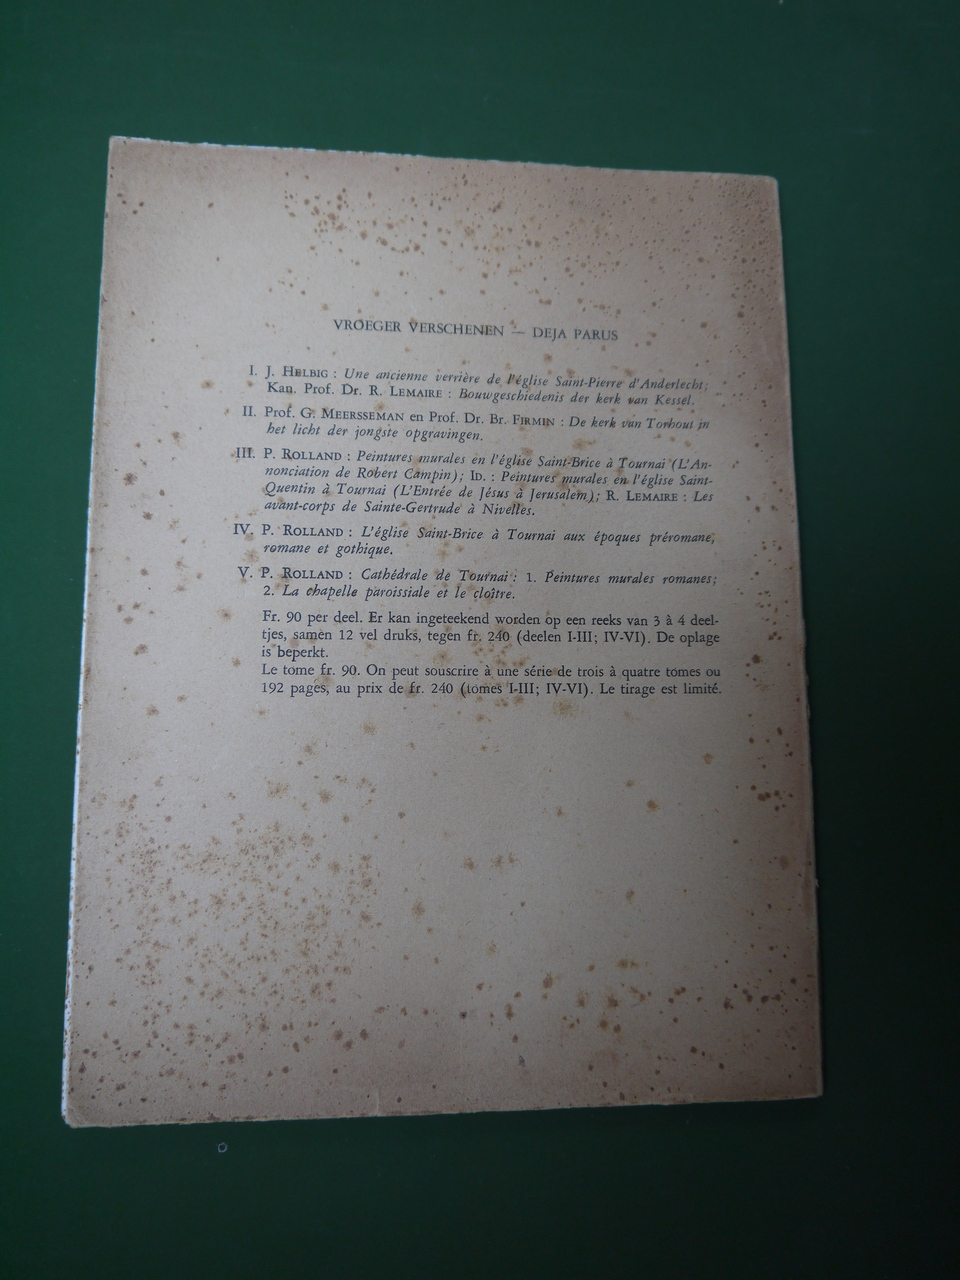 VROEGER VERSCHENEN — DEJA PARUS
I. J. HELBIG : Une ancienne verrière de l'église Saint-Pierre d'Anderlecht;
Kan. Prof. Dr. R. LEMAIRE : Bouwgeschiedenis der kerk van Kessel.
II. Prof. G. MEERSSEMAN en Prof. Dr. Br. FIRMIN : De kerk van Torhout in
het licht der jongste opgravingen.
III. P. ROLLAND : Peintures murales en l'église Saint-Brice à Tournai (L'An-
nonciation de Robert Campin); ID. : Peintures murales en l'église Saint-
Quentin à Tournai (L'Entrée de Jésus à Jerusalem); R. LEMAIRE : Les
avant-corps de Sainte-Gertrude à Nivelles.
IV. P. ROLLAND : L'église Saint-Brice à Tournai aux époques préromane,
romane et gothique.
V. P. ROLLAND : Cathédrale de Tournai : 1. Peintures murales romanes;
2. La chapelle paroissiale et le cloître.
Fr. 90 per deel. Er kan ingeteekend worden op een reeks van 3 à 4 deel-
tjes, samen 12 vel druks, tegen fr. 240 (deelen I-III; IV-VI). De oplage
is beperkt.
Le tome fr. 90. On peut souscrire à une série de trois à quatre tomes ou
192 pages, au prix de fr. 240 (tomes I-III; IV-VI). Le tirage est limité.